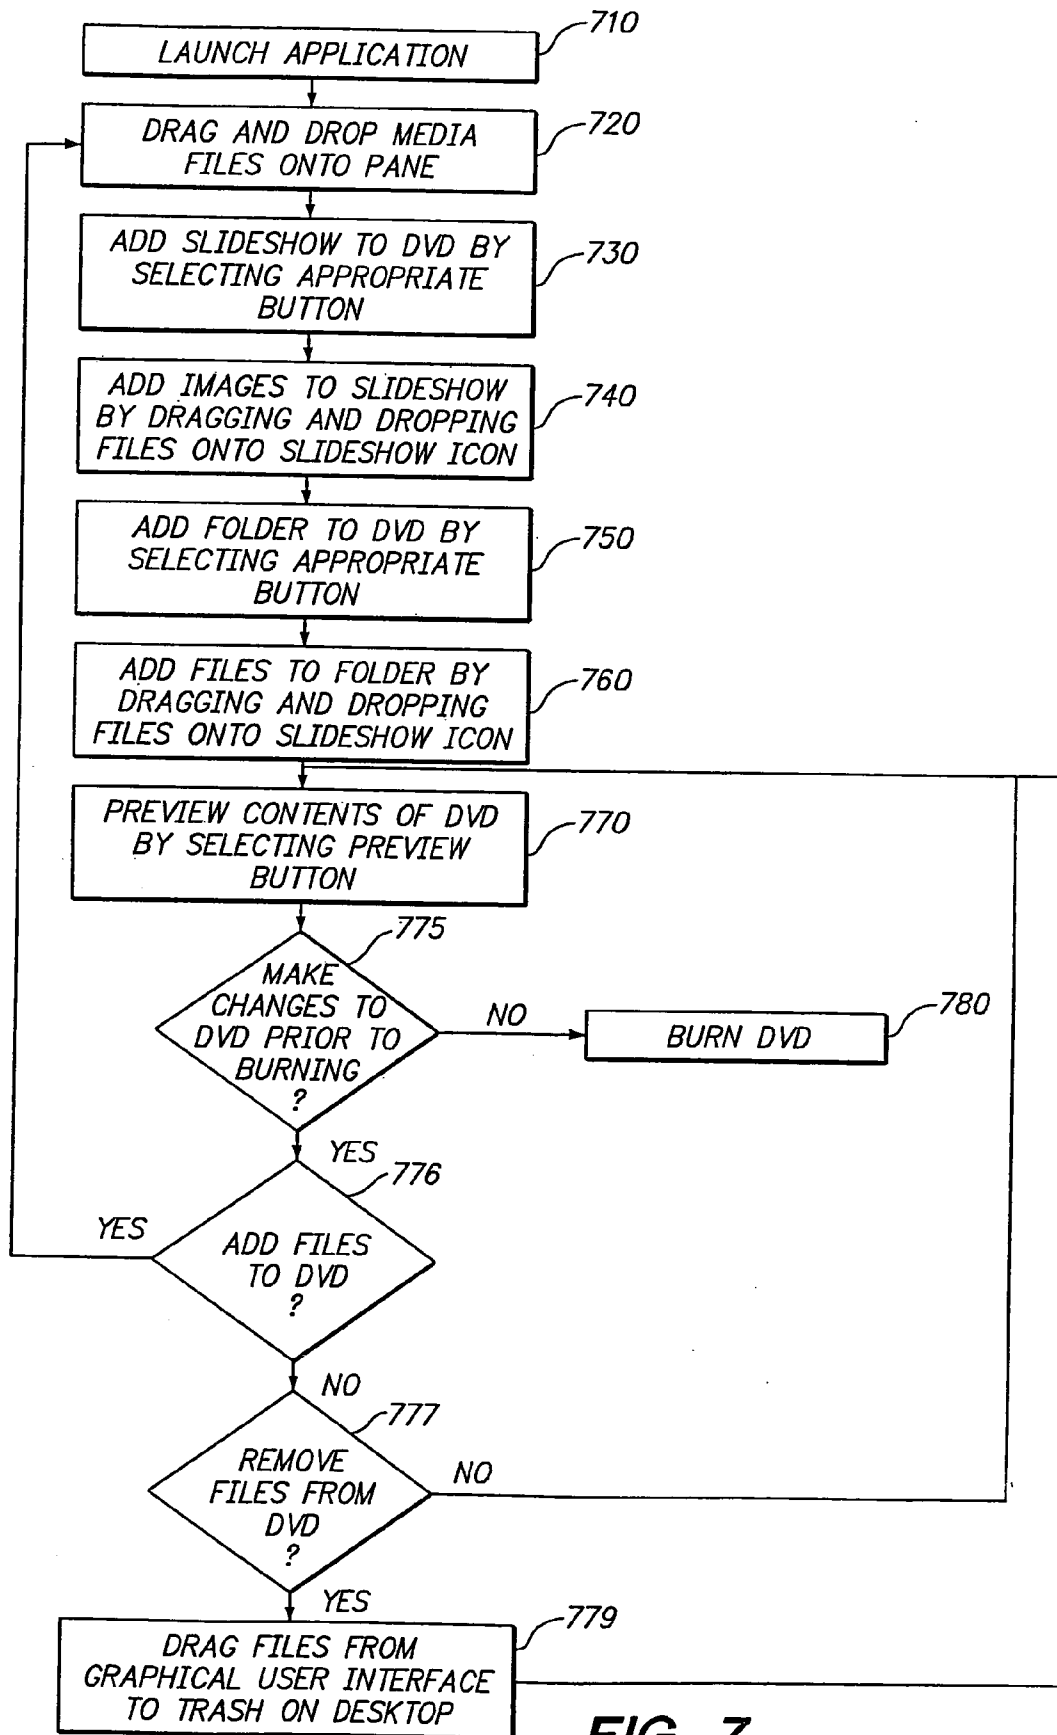 710
LAUNCH APPLICATION
720
DRAG AND DROP MEDIA
FILES ONTO PANE
730
ADD SLIDESHOW TO DVD BY
SELECTING APPROPRIATE
BUTTON
740
ADD IMAGES TO SLIDESHOW
BY DRAGGING AND DROPPING
FILES ONTO SLIDESHOW ICON
750
ADD FOLDER TO DVD BY
SELECTING APPROPRIATE
BUTTON
760
ADD FILES TO FOLDER BY
DRAGGING AND DROPPING
FILES ONTO SLIDESHOW ICON
770
PREVIEW CONTENTS OF DVD
BY SELECTING PREVIEW
BUTTON
775
MAKE
CHANGES TO
DVD PRIOR TO
BURNING
?
NO
780
BURN DVD
YES
776
YES
ADD FILES
TO DVD
?
NO
777
REMOVE
FILES FROM
DVD
?
NO
YES
779
DRAG FILES FROM
GRAPHICAL USER INTERFACE
TO TRASH ON DESKTOP
FIG. 7